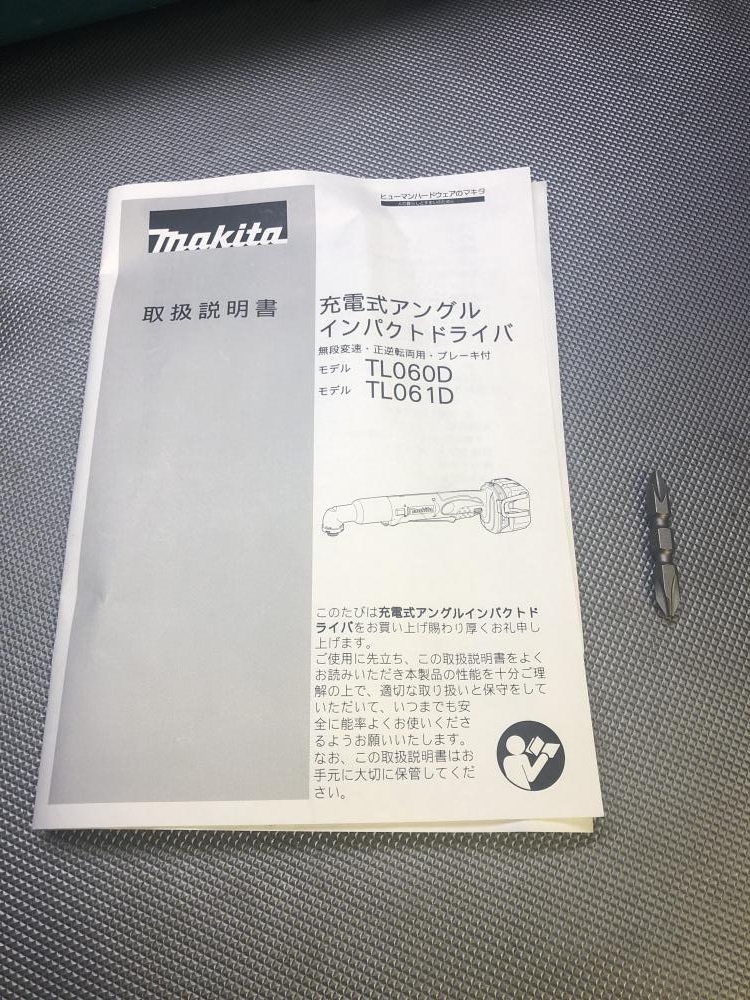 ヒューマンハードウェアのマキタ
makita
取扱説明書
充電式アングル
インパクトドライバ
無段変速・正逆転両用・ブレーキ付
モデル TL060D
モデル TL061D
makita
このたびは充電式アングルインパクトド
ライバをお買い上げ賜わり厚くお礼申し
上げます。
ご使用に先立ち、この取扱説明書をよく
お読みいただき本製品の性能を十分ご理
解の上で、適切な取り扱いと保守をして
いただいて、いつまでも安
全に能率よくお使いくださ
るようお願いいたします。
なお、この取扱説明書はお
手元に大切に保管してくだ
さい。